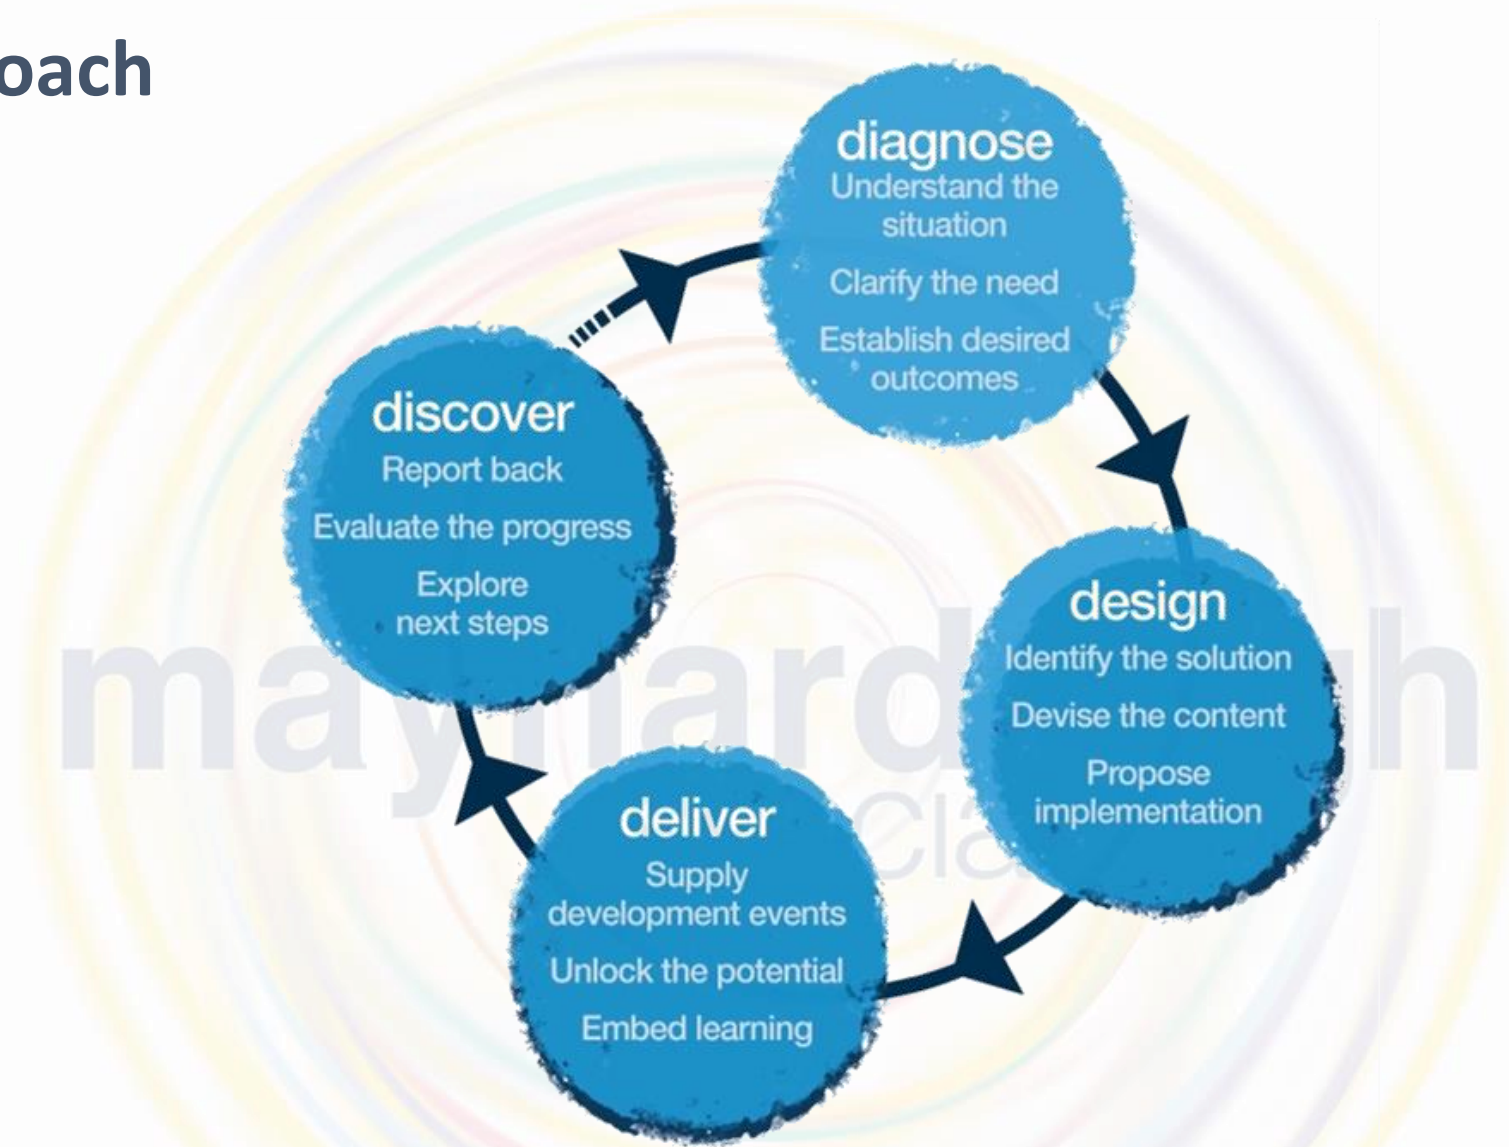 oach
diagnose
Understand the
situation
Clarify the need
Establish desired
outcomes
discover
Report back
Evaluate the progress
Explore
next steps
design
Identify the solution
Devise the content
Propose
implementation
deliver
Supply
development events
Unlock the potential
Embed learning